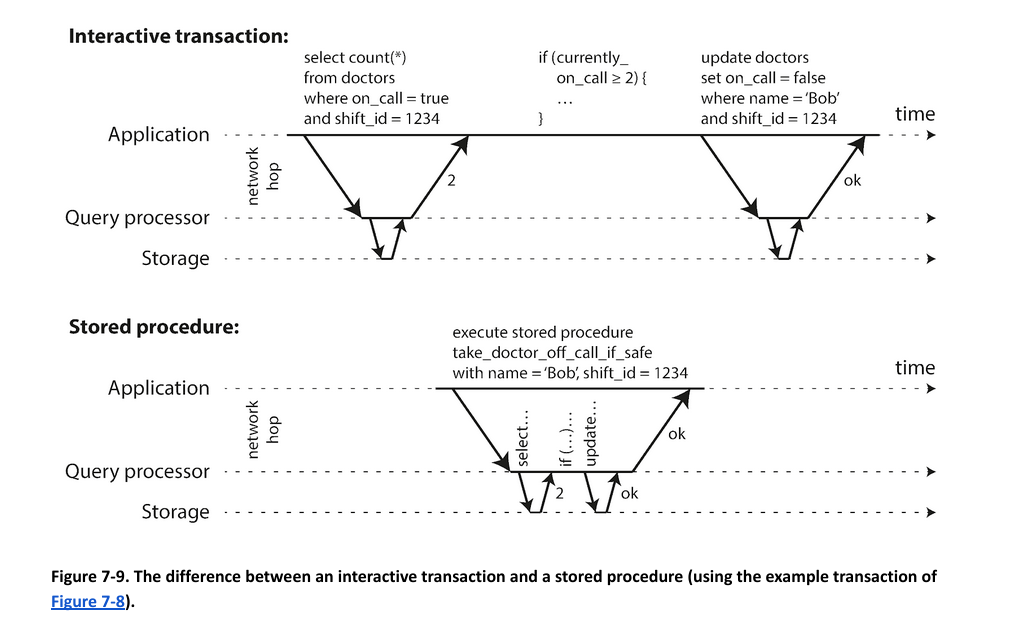 Interactive transaction:
select count(*)
from doctors
where on_call = true
and shift_id = 1234
if (currently_
on_call ≥ 2) {
...
}
update doctors
set on_call = false
where name = ‘Bob’
and shift_id = 1234
time
Application
network
hop
2
ok
Query processor
Storage
Stored procedure:
execute stored procedure
take_doctor_off_call_if_safe
with name = ‘Bob’, shift_id = 1234
time
Application
network
hop
select...
if (...)...
update...
ok
Query processor
2
ok
Storage
Figure 7-9. The difference between an interactive transaction and a stored procedure (using the example transaction of
Figure 7-8).